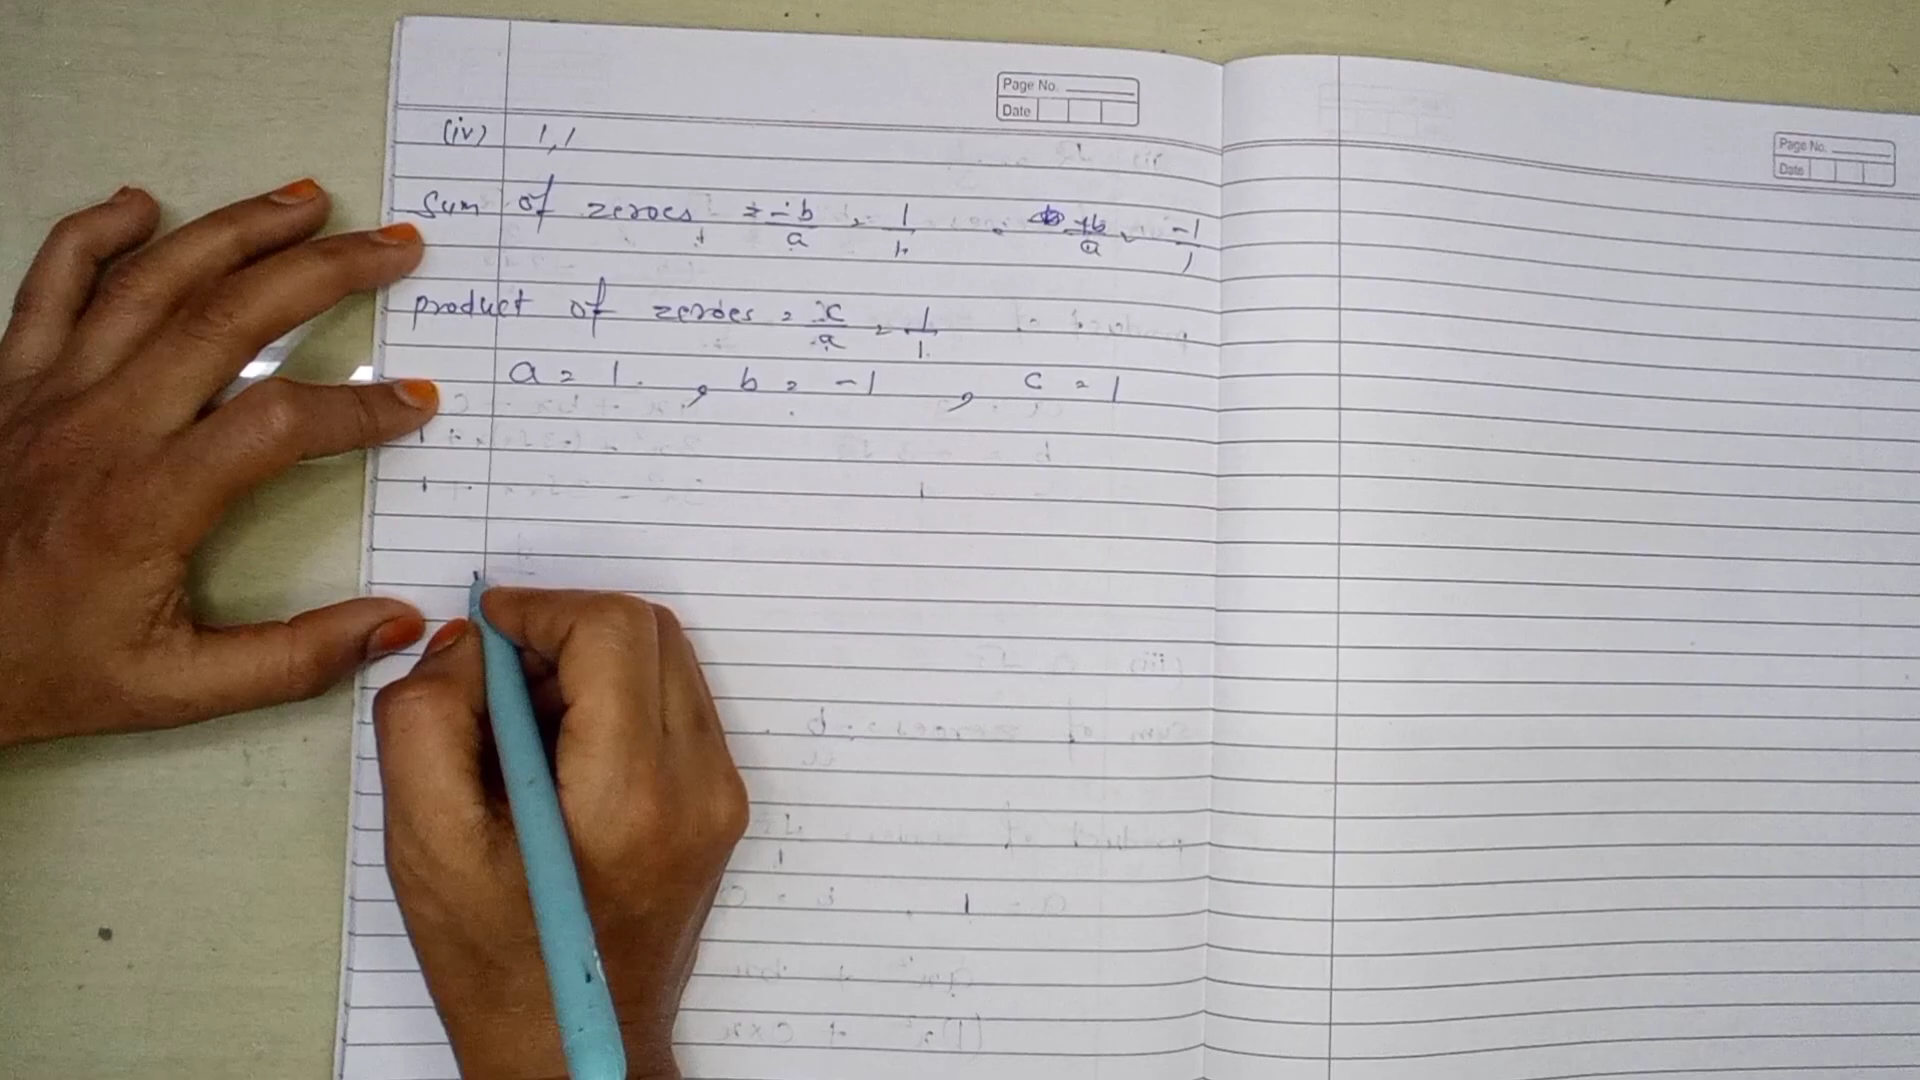 Page No.
Date
(iv) 1,1
Sum of zeroes = -b/a = 1/1 . +b/a = -1/1
product of zeroes = c/a = 1/1
a = 1 , b = -1 , c = 1
Page No.
Date